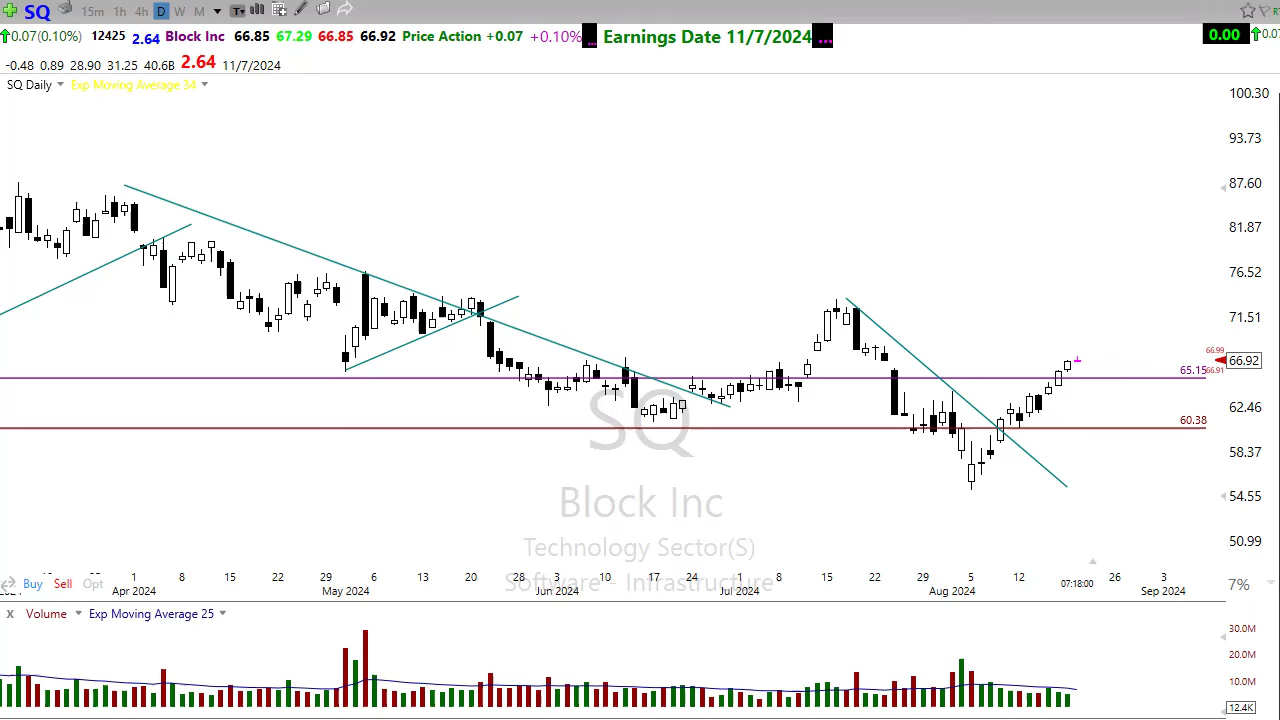 SQ 15m 1h 4h D W M T
0.07(0.10%) 12425 2.64 Block Inc 66.85 67.29 66.85 66.92 Price Action +0.07 +0.10% ... Earnings Date 11/7/2024 ... 0.00 0.07
-0.48 0.89 28.90 31.25 40.6B 2.64 11/7/2024
SQ Daily Exp Moving Average 34
100.30
93.73
87.60
81.87
76.52
71.51
66.99
66.92
65.15 66.91
62.46
60.38
58.37
54.55
50.99
SQ
Block Inc
Technology Sector(S)
Software - Infrastructure
Buy Sell Opt
1 8 15 22 29 6 13 20 28 3 10 17 24 1 8 15 22 29 5 12 07:18:00 26 3
Apr 2024 May 2024 Jun 2024 Jul 2024 Aug 2024 Sep 2024
7%
X Volume Exp Moving Average 25
30.0M
20.0M
10.0M
12.4K